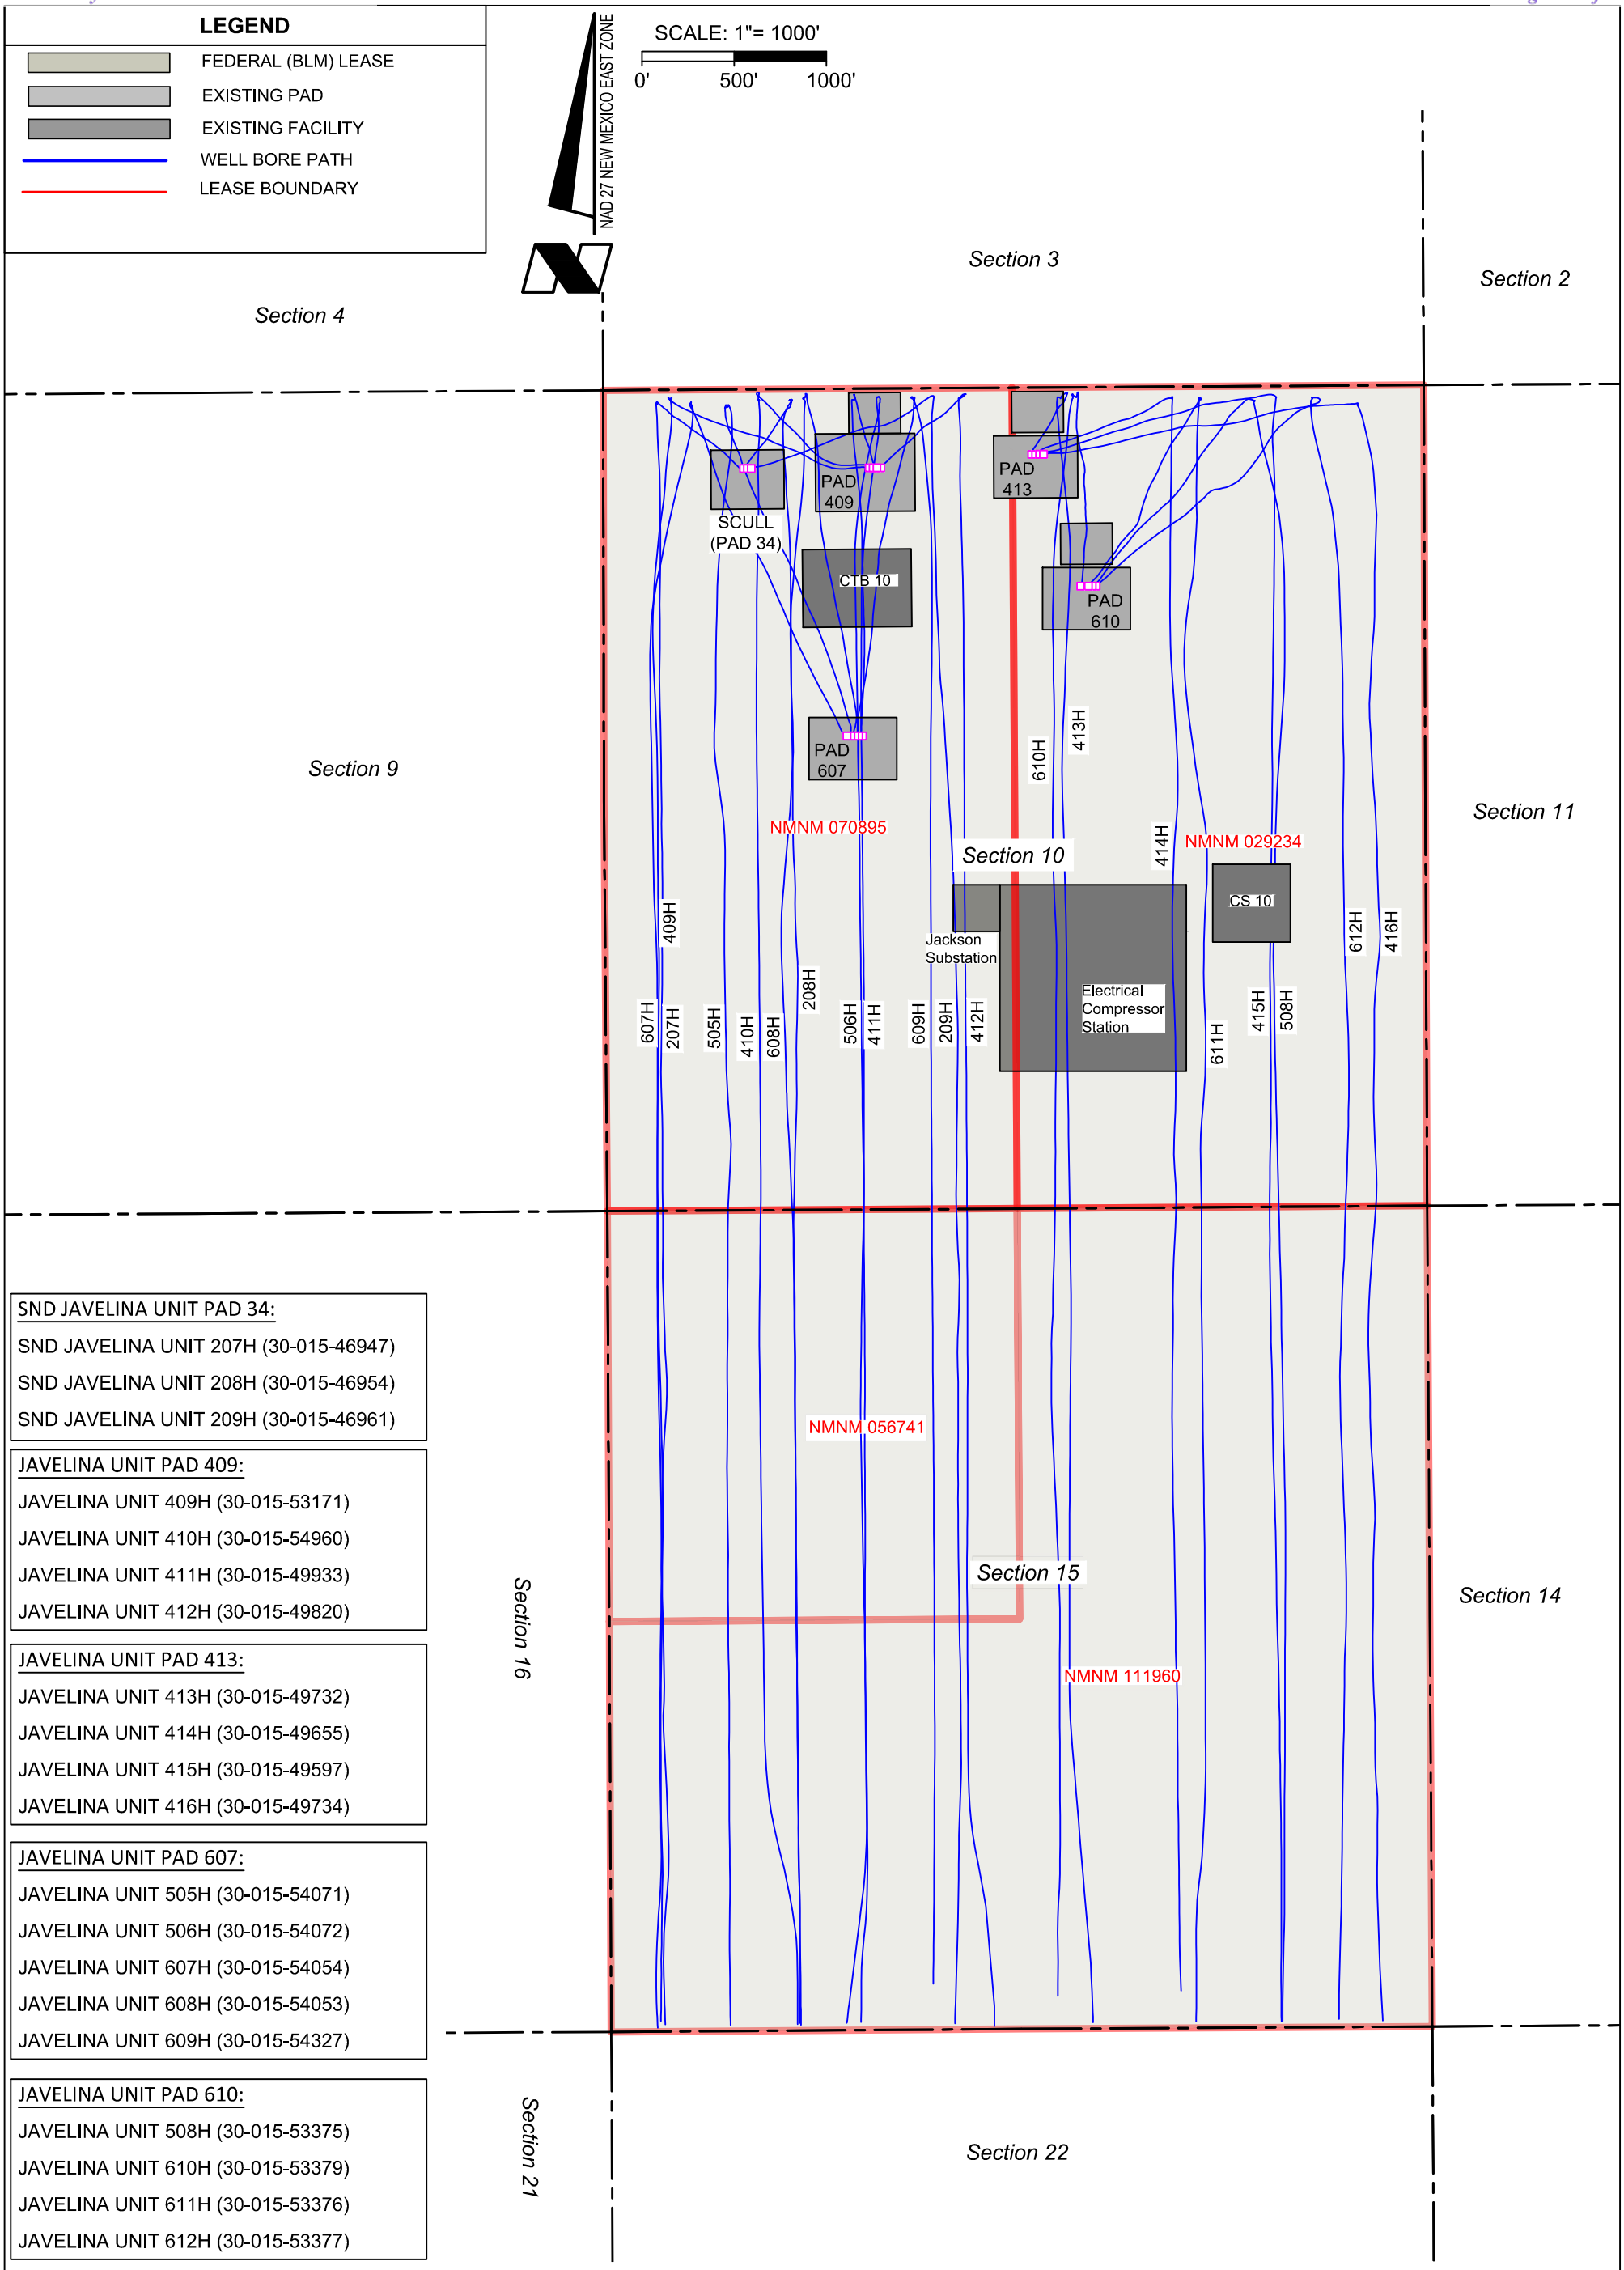 LEGEND
FEDERAL (BLM) LEASE
EXISTING PAD
EXISTING FACILITY
WELL BORE PATH
LEASE BOUNDARY
NAD 27 NEW MEXICO EAST ZONE
SCALE: 1"= 1000'
0' 500' 1000'
Section 3
Section 2
Section 4
SCULL
(PAD 34)
PAD
409
PAD
413
CTB 10
PAD
610
PAD
607
610H
413H
Section 9
NMNM 070895
Section 10
414H
NMNM 029234
Section 11
CS 10
409H
612H
416H
Jackson
Substation
Electrical
Compressor
Station
607H
207H
505H
410H
608H
208H
506H
411H
609H
209H
412H
611H
415H
508H
SND JAVELINA UNIT PAD 34:
SND JAVELINA UNIT 207H (30-015-46947)
SND JAVELINA UNIT 208H (30-015-46954)
SND JAVELINA UNIT 209H (30-015-46961)
JAVELINA UNIT PAD 409:
JAVELINA UNIT 409H (30-015-53171)
JAVELINA UNIT 410H (30-015-54960)
JAVELINA UNIT 411H (30-015-49933)
JAVELINA UNIT 412H (30-015-49820)
JAVELINA UNIT PAD 413:
JAVELINA UNIT 413H (30-015-49732)
JAVELINA UNIT 414H (30-015-49655)
JAVELINA UNIT 415H (30-015-49597)
JAVELINA UNIT 416H (30-015-49734)
JAVELINA UNIT PAD 607:
JAVELINA UNIT 505H (30-015-54071)
JAVELINA UNIT 506H (30-015-54072)
JAVELINA UNIT 607H (30-015-54054)
JAVELINA UNIT 608H (30-015-54053)
JAVELINA UNIT 609H (30-015-54327)
JAVELINA UNIT PAD 610:
JAVELINA UNIT 508H (30-015-53375)
JAVELINA UNIT 610H (30-015-53379)
JAVELINA UNIT 611H (30-015-53376)
JAVELINA UNIT 612H (30-015-53377)
NMNM 056741
Section 15
Section 16
Section 14
NMNM 111960
Section 21
Section 22